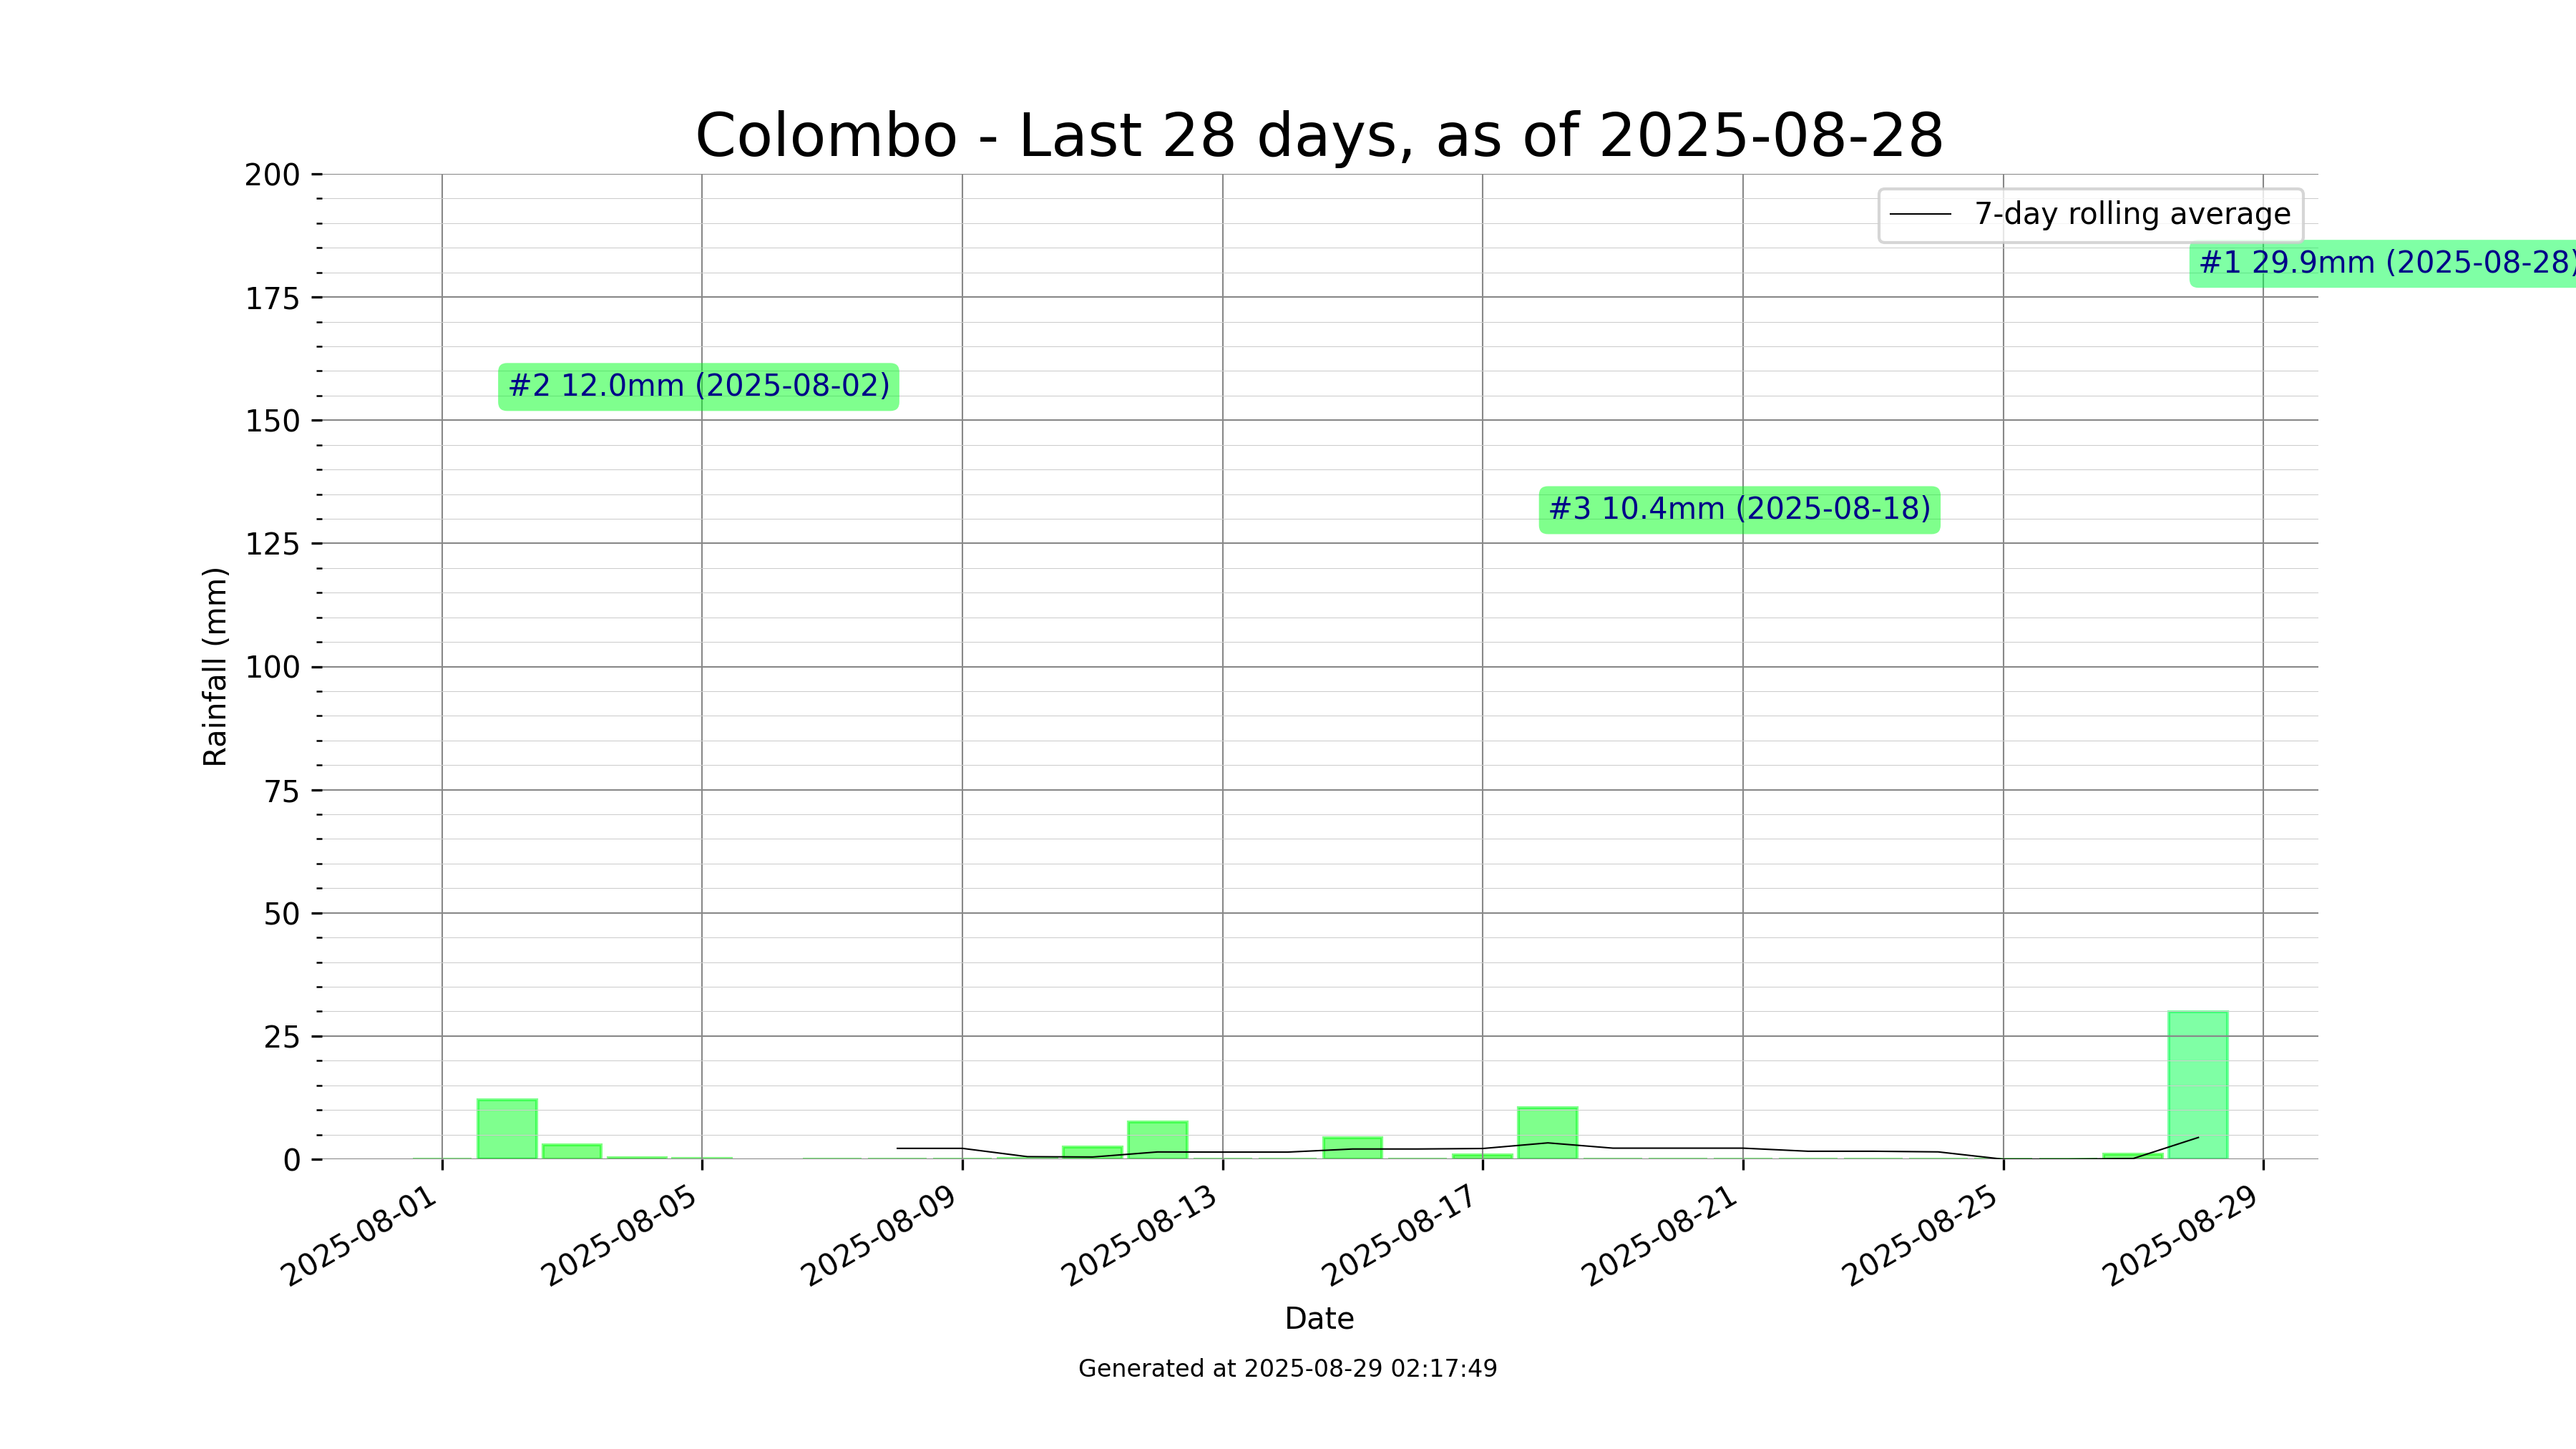 Colombo - Last 28 days, as of 2025-08-28
200
175
150
125
100
75
50
25
0
Rainfall (mm)
7-day rolling average
#1 29.9mm (2025-08-28)
#2 12.0mm (2025-08-02)
#3 10.4mm (2025-08-18)
2025-08-01
2025-08-05
2025-08-09
2025-08-13
2025-08-17
2025-08-21
2025-08-25
2025-08-29
Date
Generated at 2025-08-29 02:17:49